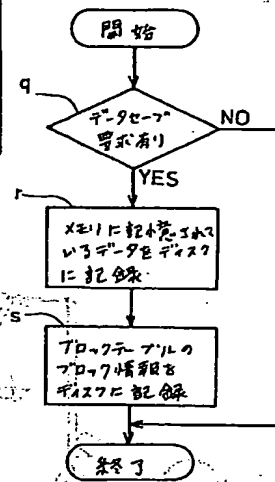 開始
q
データセーブ
要求有り
NO
YES
r
メモリに記憶されて
いるデータをディスク
に記録
s
ブロックテーブルの
ブロック情報を
ディスクに記録
終了